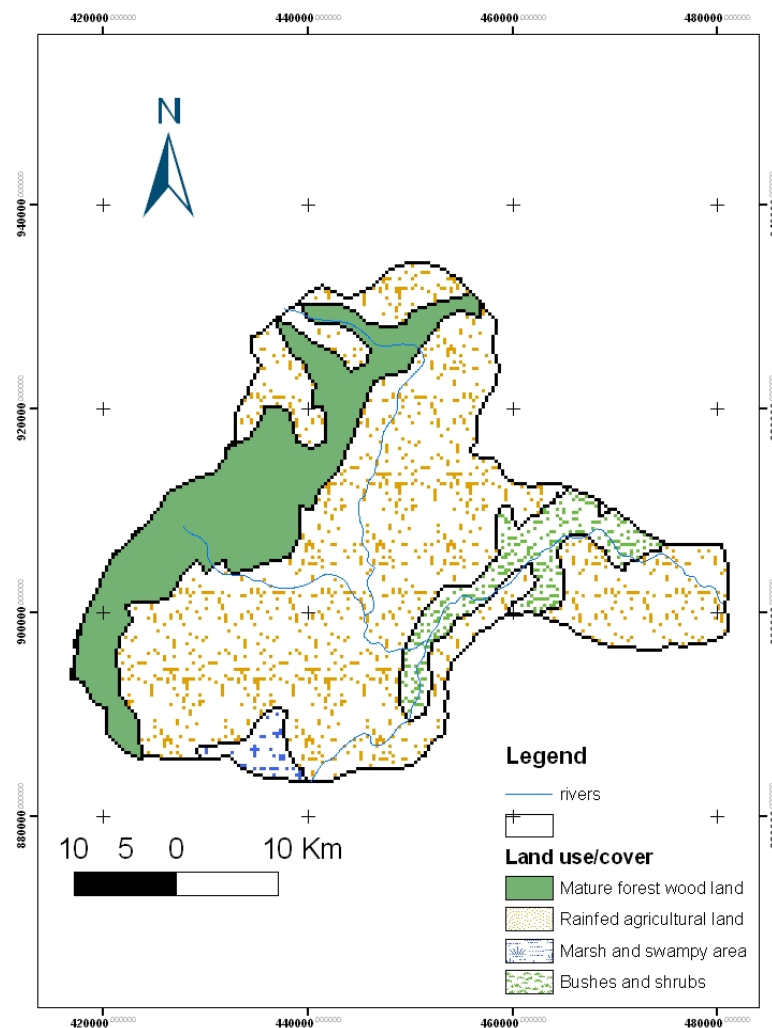 420000 440000 460000 480000
N
940000
920000
900000
880000
Legend
rivers
10 5 0 10 Km
Land use/cover
Mature forest wood land
Rainfed agricultural land
Marsh and swampy area
Bushes and shrubs
420000 440000 460000 480000